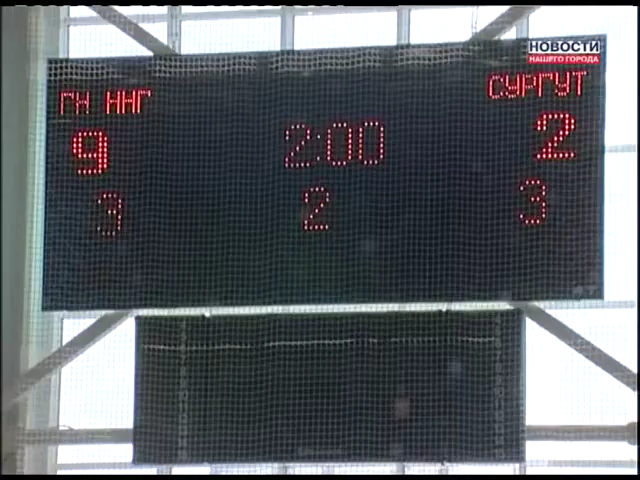 НОВОСТИ
НАШЕГО ГОРОДА
ГН ННГ СУРГУТ
9 2:00 2
3 2 3